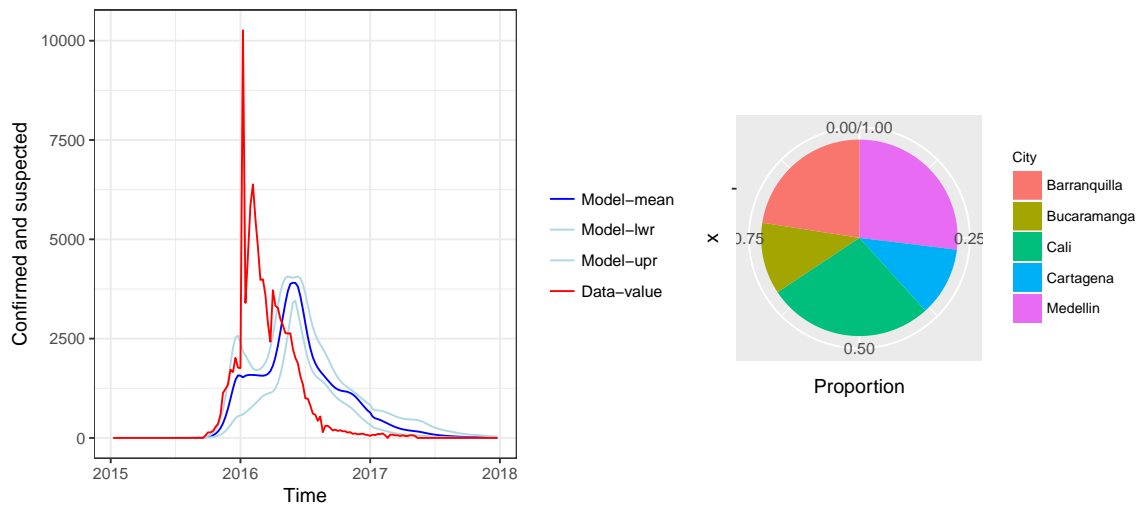 Confirmed and suspected
10000
7500
5000
2500
0
2015
2016
2017
2018
Time
Model−mean
Model−lwr
Model−upr
Data−value
0.00/1.00
0.25
0.50
0.75
x
Proportion
City
Barranquilla
Bucaramanga
Cali
Cartagena
Medellin